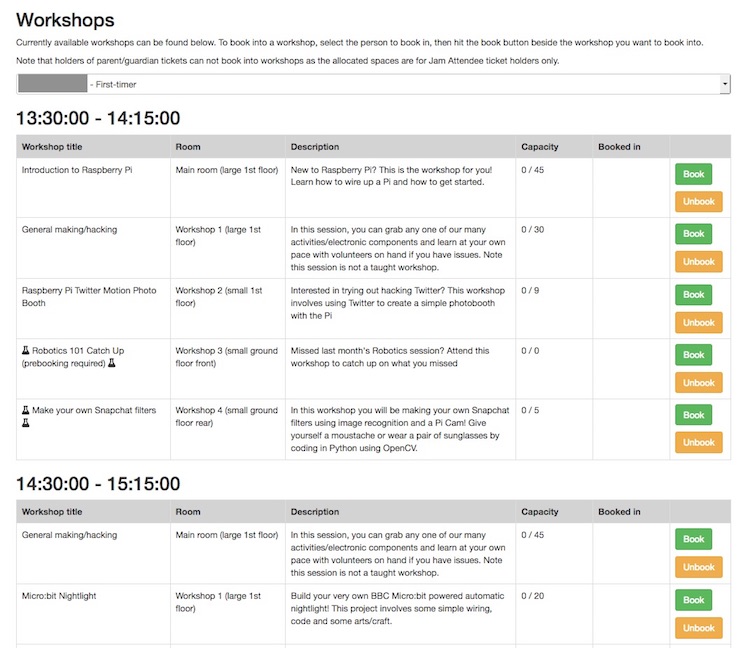 Workshops
Currently available workshops can be found below. To book into a workshop, select the person to book in, then hit the book button beside the workshop you want to book into.
Note that holders of parent/guardian tickets can not book into workshops as the allocated spaces are for Jam Attendee ticket holders only.
- First-timer
13:30:00 - 14:15:00
Workshop title Room Description Capacity Booked in
Introduction to Raspberry Pi Main room (large 1st floor) New to Raspberry Pi? This is the workshop for you! 0 / 45 Book
Learn how to wire up a Pi and how to get started.
Unbook
General making/hacking Workshop 1 (large 1st In this session, you can grab any one of our many 0 / 30 Book
floor) activities/electronic components and learn at your own
pace with volunteers on hand if you have issues. Note Unbook
this session is not a taught workshop.
Raspberry Pi Twitter Motion Photo Workshop 2 (small 1st Interested in trying out hacking Twitter? This workshop 0 / 9 Book
Booth floor) involves using Twitter to create a simple photobooth
with the Pi Unbook
Robotics 101 Catch Up Workshop 3 (small ground Missed last month's Robotics session? Attend this 0 / 0 Book
(prebooking required) floor front) workshop to catch up on what you missed
Unbook
Make your own Snapchat filters Workshop 4 (small ground In this workshop you will be making your own Snapchat 0 / 5 Book
floor rear) filters using image recognition and a Pi Cam! Give
yourself a moustache or wear a pair of sunglasses by Unbook
coding in Python using OpenCV.
14:30:00 - 15:15:00
Workshop title Room Description Capacity Booked in
General making/hacking Main room (large 1st floor) In this session, you can grab any one of our many 0 / 45 Book
activities/electronic components and learn at your own
pace with volunteers on hand if you have issues. Note Unbook
this session is not a taught workshop.
Micro:bit Nightlight Workshop 1 (large 1st Build your very own BBC Micro:bit powered automatic 0 / 20 Book
floor) nightlight! This project involves some simple wiring,
code and some arts/craft. Unbook